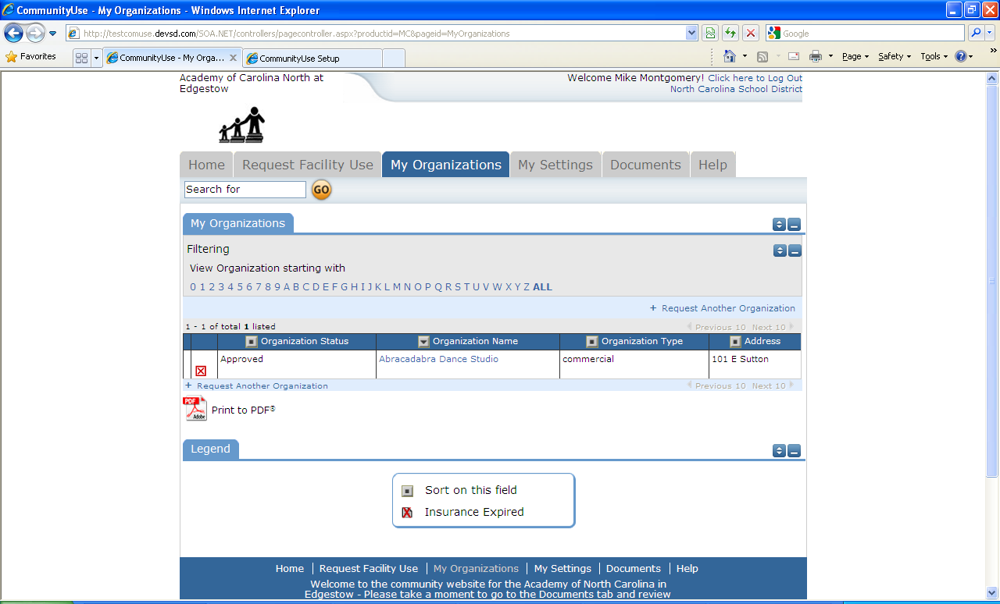 CommunityUse - My Organizations - Windows Internet Explorer
http://testcomuse.devsd.com/SOA.NET/controllers/pagecontroller.aspx?productid=MC&pageid=MyOrganizations
Google
Favorites
CommunityUse - My Orga...
CommunityUse Setup
Page
Safety
Tools
»
Academy of Carolina North at
Edgestow
Welcome Mike Montgomery! Click here to Log Out
North Carolina School District
Home
Request Facility Use
My Organizations
My Settings
Documents
Help
Search for
GO
My Organizations
Filtering
View Organization starting with
0 1 2 3 4 5 6 7 8 9 A B C D E F G H I J K L M N O P Q R S T U V W X Y Z ALL
+ Request Another Organization
1 - 1 of total 1 listed
Previous 10 Next 10
Organization Status
Organization Name
Organization Type
Address
Approved
Abracadabra Dance Studio
commercial
101 E Sutton
+ Request Another Organization
Previous 10 Next 10
PDF
Adobe
Print to PDF®
Legend
Sort on this field
Insurance Expired
Home | Request Facility Use | My Organizations | My Settings | Documents | Help
Welcome to the community website for the Academy of North Carolina in
Edgestow - Please take a moment to go to the Documents tab and review